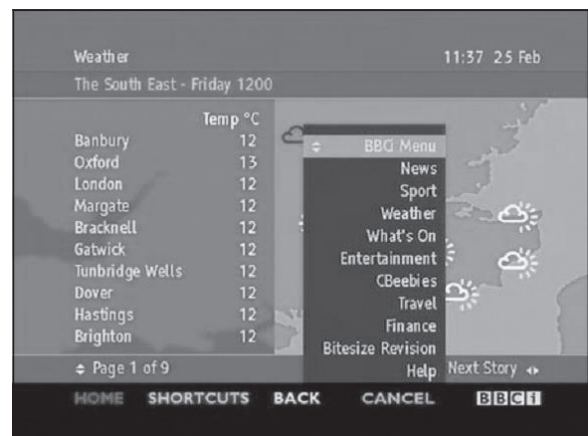 Weather 11:37 25 Feb
The South East - Friday 1200
Temp °C
Banbury 12
Oxford 13
London 12
Margate 12
Bracknell 12
Gatwick 12
Tunbridge Wells 12
Dover 12
Hastings 12
Brighton 12
BBCi Menu
News
Sport
Weather
What's On
Entertainment
CBeebies
Travel
Finance
Bitesize Revision
Help
Page 1 of 9 Next Story
HOME SHORTCUTS BACK CANCEL BBCi